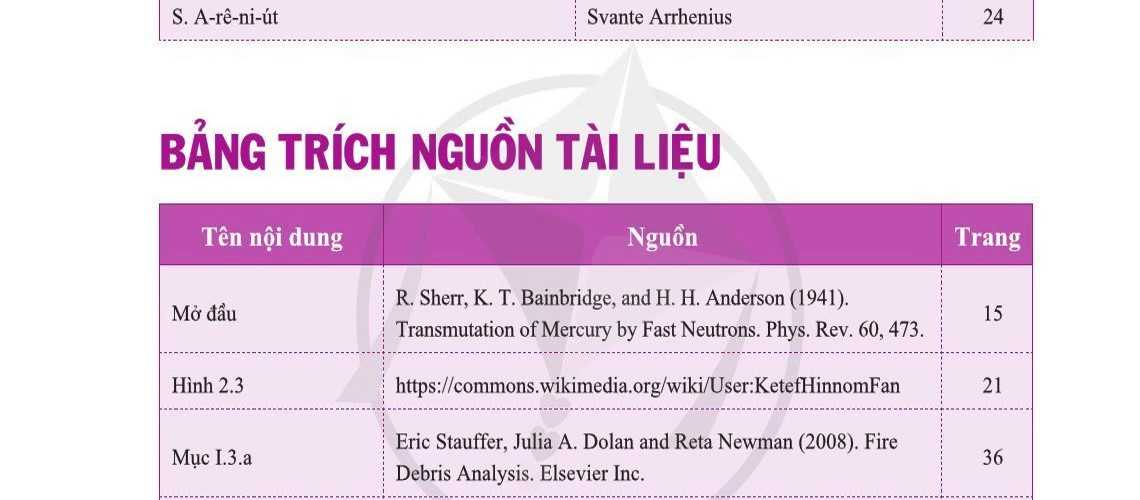 S. A-rê-ni-út Svante Arrhenius 24
BẢNG TRÍCH NGUỒN TÀI LIỆU
Tên nội dung Nguồn Trang
Mở đầu R. Sherr, K. T. Bainbridge, and H. H. Anderson (1941). 15
Transmutation of Mercury by Fast Neutrons. Phys. Rev. 60, 473.
Hình 2.3 https://commons.wikimedia.org/wiki/User:KetefHinnomFan 21
Mục I.3.a Eric Stauffer, Julia A. Dolan and Reta Newman (2008). Fire 36
Debris Analysis. Elsevier Inc.